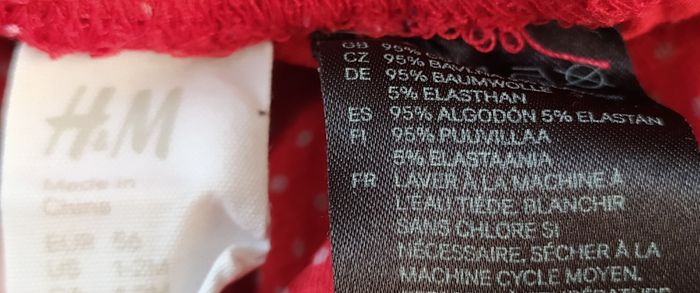 H&M
Made in
China
EUR 56
US 1-2M
GB 95%
CZ 95%
DE 95% BAUMWOLLE
5% ELASTHAN
ES 95% ALGODÓN 5% ELASTÁN
FI 95% PUUVILLAA
5% ELASTAANIA
FR LAVER À LA MACHINE À
L'EAU TIÈDE. BLANCHIR
SANS CHLORE SI
NÉCESSAIRE. SÉCHER À LA
MACHINE CYCLE MOYEN.